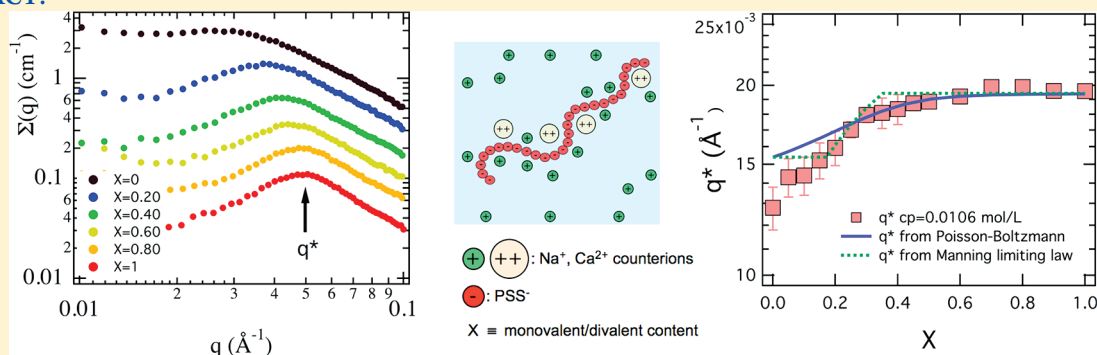 4
2
1
6
4
2
0.1
6
4
2
0.01
Σ(q) (cm⁻¹)
X=0
X=0.20
X=0.40
X=0.60
X=0.80
X=1
q*
0.01
2
3
4
5
6
7
8
9
0.1
q (Å⁻¹)
++
++
++
++
+ ++ : Na⁺, Ca²⁺ counterions
- : PSS⁻
X ≡ monovalent/divalent content
25x10⁻³
20
15
10
q* (Å⁻¹)
q* cp=0.0106 mol/L
q* from Poisson-Boltzmann
q* from Manning limiting law
0.0 0.2 0.4 0.6 0.8 1.0
X